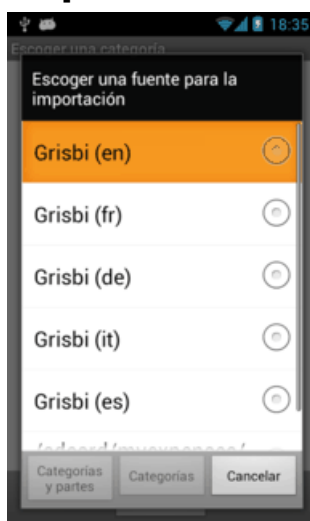 18:35
Escoger una categoría
Escoger una fuente para la
importación
Grisbi (en)
Grisbi (fr)
Grisbi (de)
Grisbi (it)
Grisbi (es)
Categorías
y partes
Categorías
Cancelar